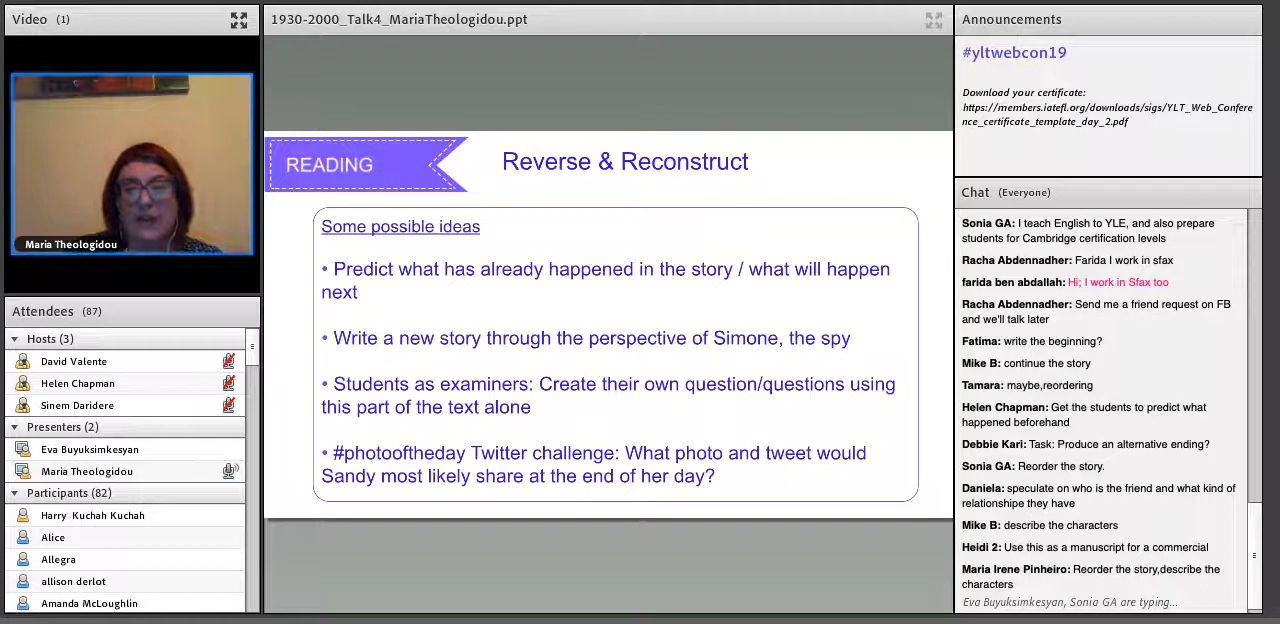 Video (1)
Maria Theologidou
Attendees (87)
Hosts (3)
David Valente
Helen Chapman
Sinem Daridere
Presenters (2)
Eva Buyuksimkesyan
Maria Theologidou
Participants (82)
Harry Kuchah Kuchah
Alice
Allegra
allison derlot
Amanda McLoughlin
1930-2000_Talk4_MariaTheologidou.ppt
READING
Reverse & Reconstruct
Some possible ideas
• Predict what has already happened in the story / what will happen
next
• Write a new story through the perspective of Simone, the spy
• Students as examiners: Create their own question/questions using
this part of the text alone
• #photooftheday Twitter challenge: What photo and tweet would
Sandy most likely share at the end of her day?
Announcements
#yltwebcon19
Download your certificate:
https://members.iatefl.org/downloads/sigs/YLT_Web_Confere
nce_certificate_template_day_2.pdf
Chat (Everyone)
Sonia GA: I teach English to YLE, and also prepare
students for Cambridge certification levels
Racha Abdennadher: Farida I work in sfax
farida ben abdallah: Hi; I work in Sfax too
Racha Abdennadher: Send me a friend request on FB
and we'll talk later
Fatima: write the beginning?
Mike B: continue the story
Tamara: maybe,reordering
Helen Chapman: Get the students to predict what
happened beforehand
Debbie Kari: Task: Produce an alternative ending?
Sonia GA: Reorder the story.
Daniela: speculate on who is the friend and what kind of
relationshipe they have
Mike B: describe the characters
Heidi 2: Use this as a manuscript for a commercial
Maria Irene Pinheiro: Reorder the story,describe the
characters
Eva Buyuksimkesyan, Sonia GA are typing...